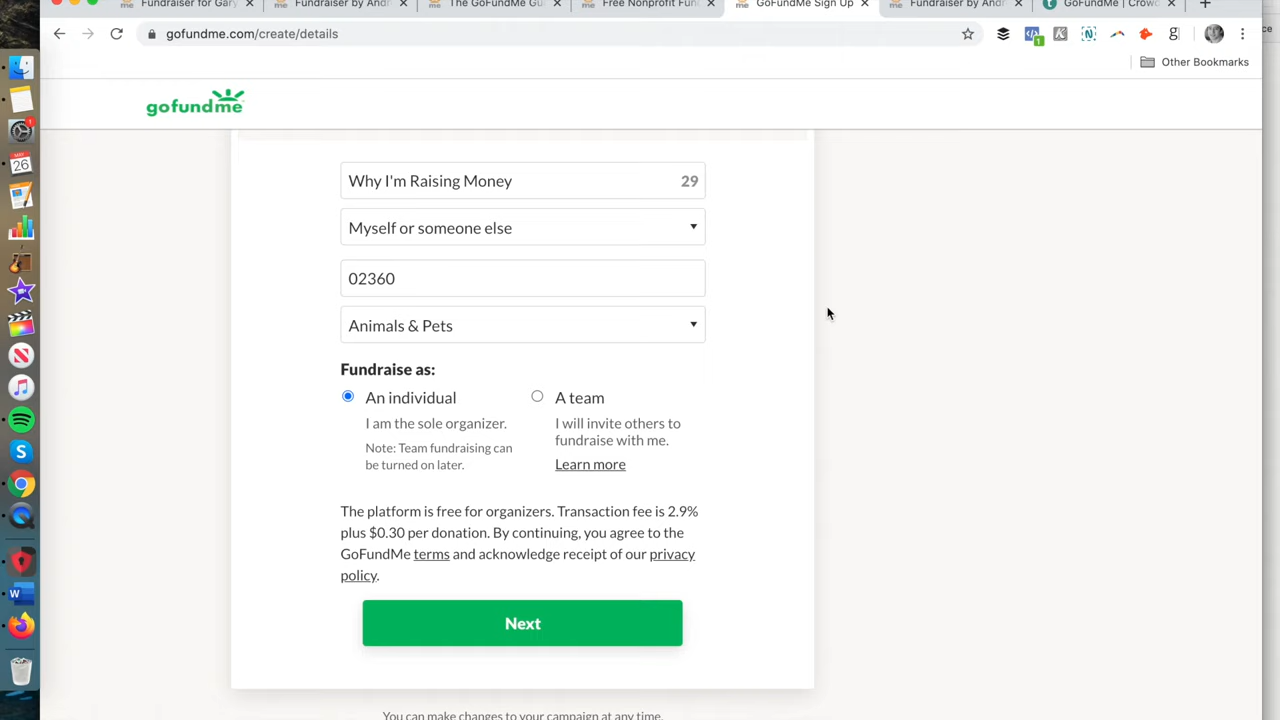 Fundraiser for Gary
Fundraiser by Andr
The GoFundMe Gu
Free Nonprofit Fun
GoFundMe Sign Up
Fundraiser by Andr
GoFundMe | Crowd
gofundme.com/create/details
Other Bookmarks
gofundme
Why I'm Raising Money 29
Myself or someone else
02360
Animals & Pets
Fundraise as:
An individual
A team
I am the sole organizer.
I will invite others to
fundraise with me.
Note: Team fundraising can
be turned on later.
Learn more
The platform is free for organizers. Transaction fee is 2.9%
plus $0.30 per donation. By continuing, you agree to the
GoFundMe terms and acknowledge receipt of our privacy
policy.
Next
You can make changes to your campaign at any time.